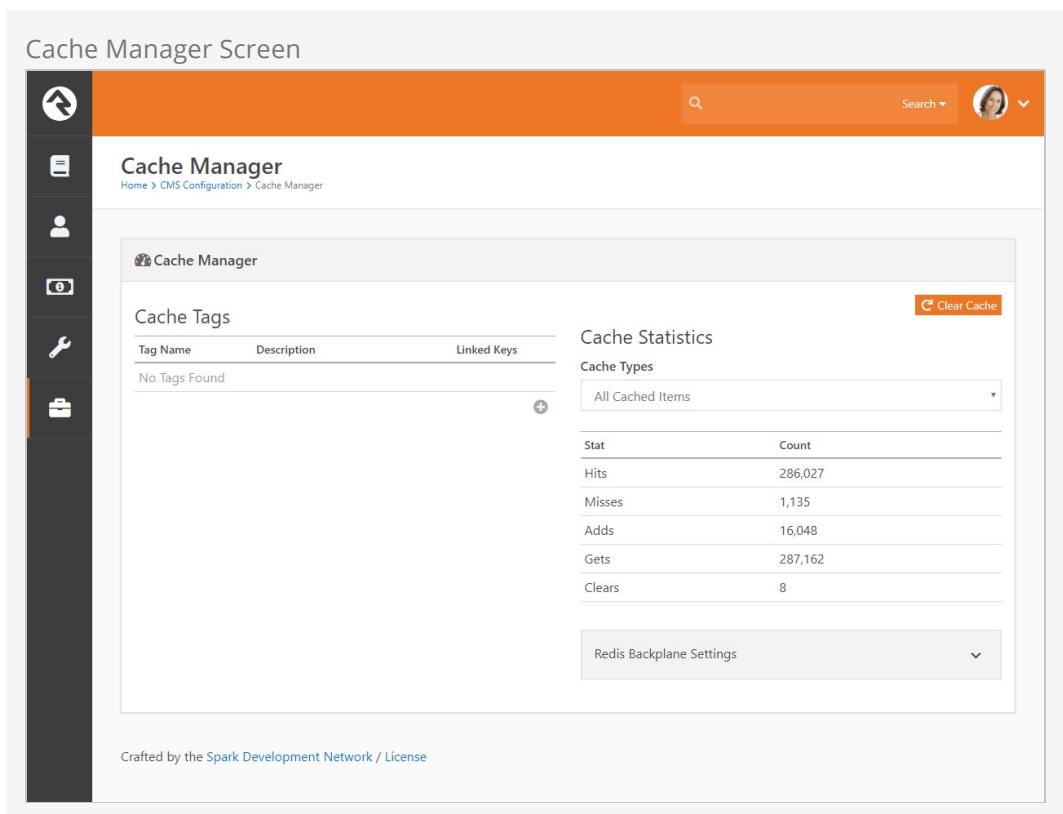 Cache Manager Screen
Search
Cache Manager
Home > CMS Configuration > Cache Manager
Cache Manager
Cache Tags
Tag Name Description Linked Keys
No Tags Found
Clear Cache
Cache Statistics
Cache Types
All Cached Items
Stat Count
Hits 286,027
Misses 1,135
Adds 16,048
Gets 287,162
Clears 8
Redis Backplane Settings
Crafted by the Spark Development Network / License